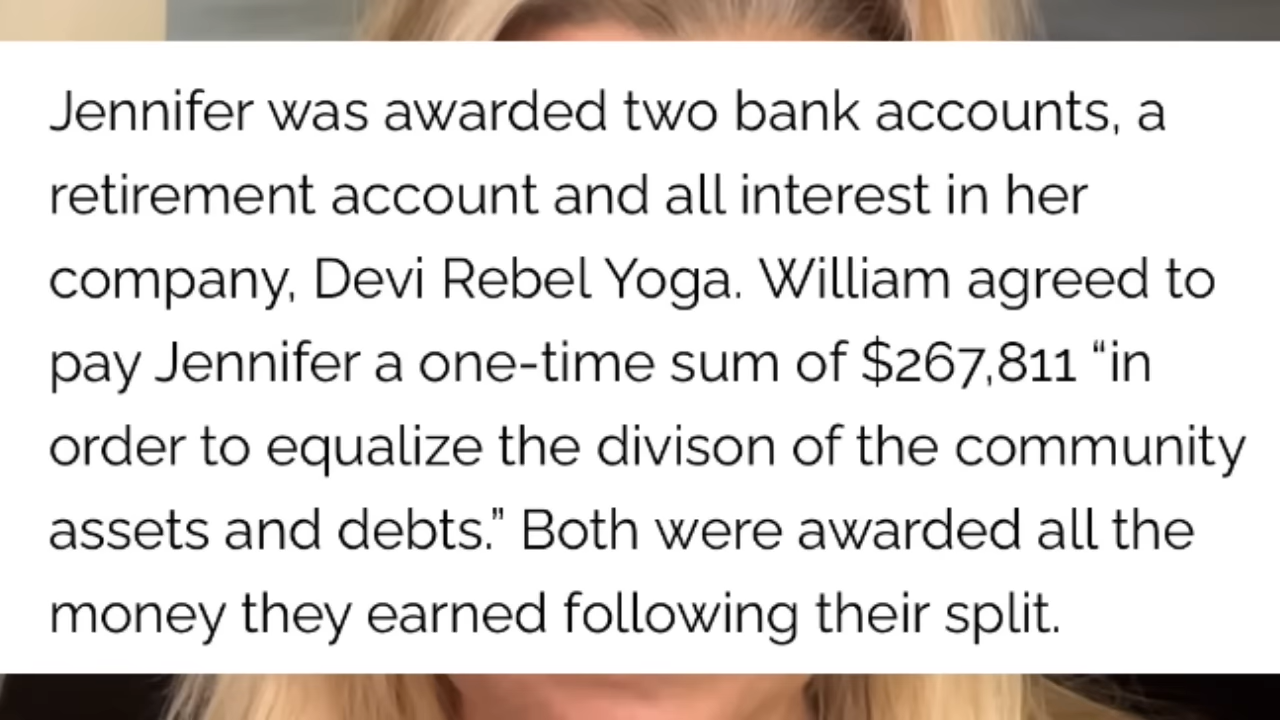 Jennifer was awarded two bank accounts, a
retirement account and all interest in her
company, Devi Rebel Yoga. William agreed to
pay Jennifer a one-time sum of $267,811 “in
order to equalize the divison of the community
assets and debts.” Both were awarded all the
money they earned following their split.